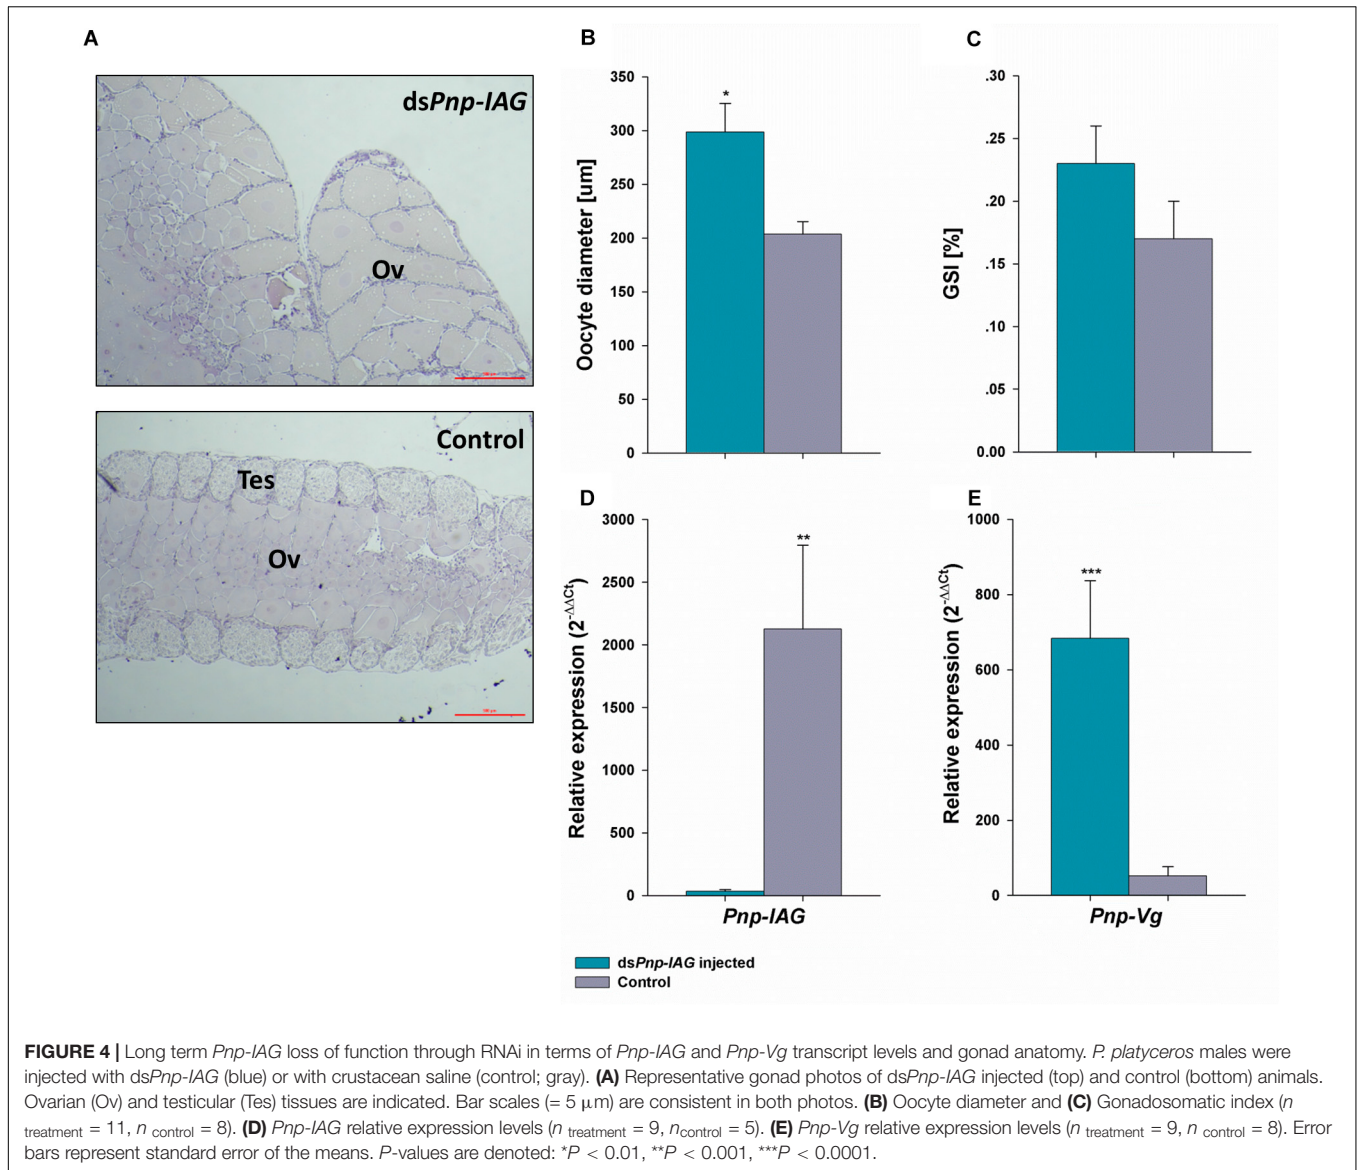 A
dsPnp-IAG
Ov
Control
Tes
Ov
B
Oocyte diameter [um]
350
300
250
200
150
100
50
0
*
C
GSI [%]
.30
.25
.20
.15
.10
.05
0.00
D
Relative expression (2-ΔΔCt)
3000
2500
2000
1500
1000
500
0
**
Pnp-IAG
E
Relative expression (2-ΔΔCt)
1000
800
600
400
200
0
***
Pnp-Vg
dsPnp-IAG injected
Control
FIGURE 4 | Long term Pnp-IAG loss of function through RNAi in terms of Pnp-IAG and Pnp-Vg transcript levels and gonad anatomy. P. platyceros males were
injected with dsPnp-IAG (blue) or with crustacean saline (control; gray). (A) Representative gonad photos of dsPnp-IAG injected (top) and control (bottom) animals.
Ovarian (Ov) and testicular (Tes) tissues are indicated. Bar scales (= 5 μm) are consistent in both photos. (B) Oocyte diameter and (C) Gonadosomatic index (n
treatment = 11, n control = 8). (D) Pnp-IAG relative expression levels (n treatment = 9, ncontrol = 5). (E) Pnp-Vg relative expression levels (n treatment = 9, n control = 8). Error
bars represent standard error of the means. P-values are denoted: *P < 0.01, **P < 0.001, ***P < 0.0001.